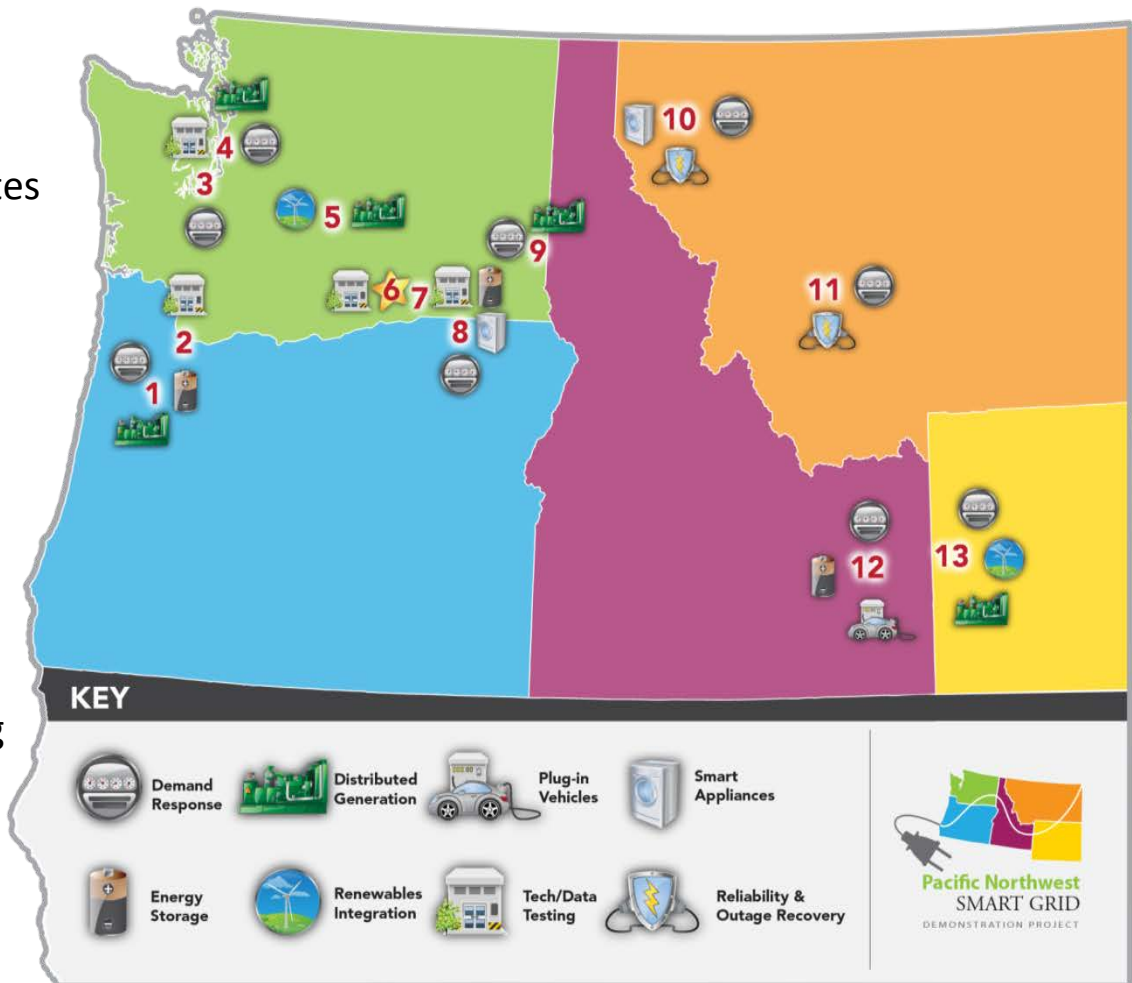 tes
g
4
3
5
9
6
7
2
8
1
10
11
12
13
KEY
Demand
Response
Distributed
Generation
Plug-in
Vehicles
Smart
Appliances
Energy
Storage
Renewables
Integration
Tech/Data
Testing
Reliability &
Outage Recovery
Pacific Northwest
SMART GRID
DEMONSTRATION PROJECT